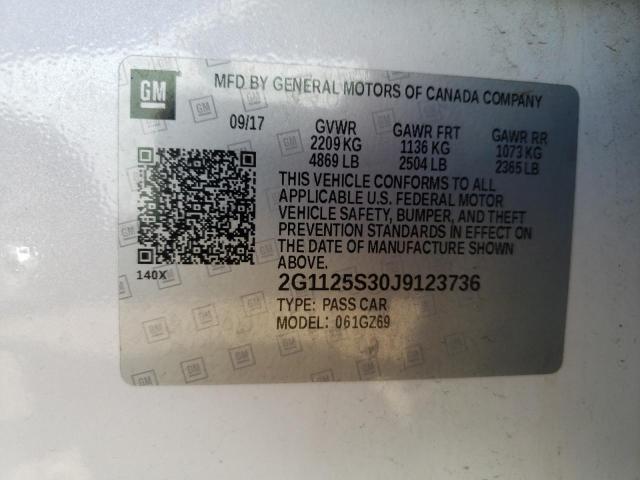 GM MFD BY GENERAL MOTORS OF CANADA COMPANY
09/17 GVWR GAWR FRT GAWR RR
2209 KG 1136 KG 1073 KG
4869 LB 2504 LB 2365 LB
THIS VEHICLE CONFORMS TO ALL
APPLICABLE U.S. FEDERAL MOTOR
VEHICLE SAFETY, BUMPER, AND THEFT
PREVENTION STANDARDS IN EFFECT ON
THE DATE OF MANUFACTURE SHOWN
ABOVE.
140X
2G1125S30J9123736
TYPE: PASS CAR
MODEL: 061GZ69